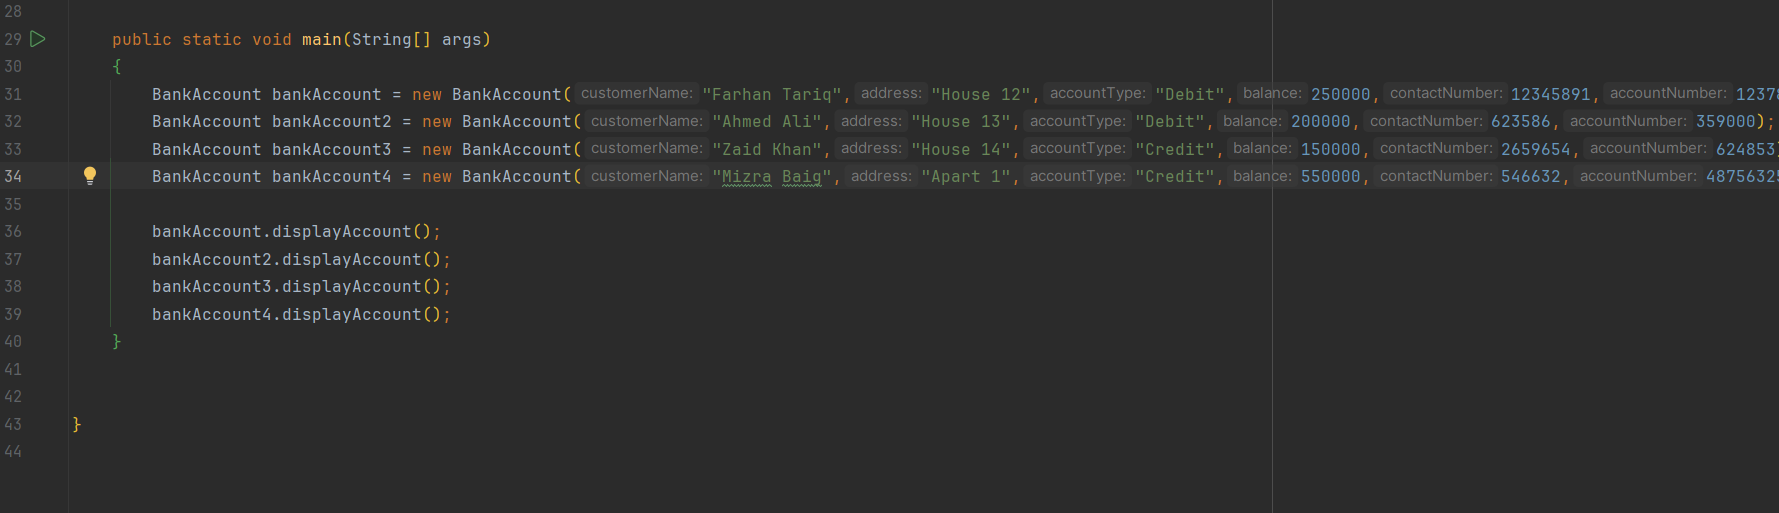 28
29 public static void main(String[] args)
30 {
31 BankAccount bankAccount = new BankAccount( customerName: "Farhan Tariq", address: "House 12", accountType: "Debit", balance: 250000, contactNumber: 12345891, accountNumber: 12378
32 BankAccount bankAccount2 = new BankAccount( customerName: "Ahmed Ali", address: "House 13", accountType: "Debit", balance: 200000, contactNumber: 623586, accountNumber: 359000);
33 BankAccount bankAccount3 = new BankAccount( customerName: "Zaid Khan", address: "House 14", accountType: "Credit", balance: 150000, contactNumber: 2659654, accountNumber: 624853)
34 BankAccount bankAccount4 = new BankAccount( customerName: "Mizra Baig", address: "Apart 1", accountType: "Credit", balance: 550000, contactNumber: 546632, accountNumber: 48756325
35
36 bankAccount.displayAccount();
37 bankAccount2.displayAccount();
38 bankAccount3.displayAccount();
39 bankAccount4.displayAccount();
40 }
41
42
43 }
44